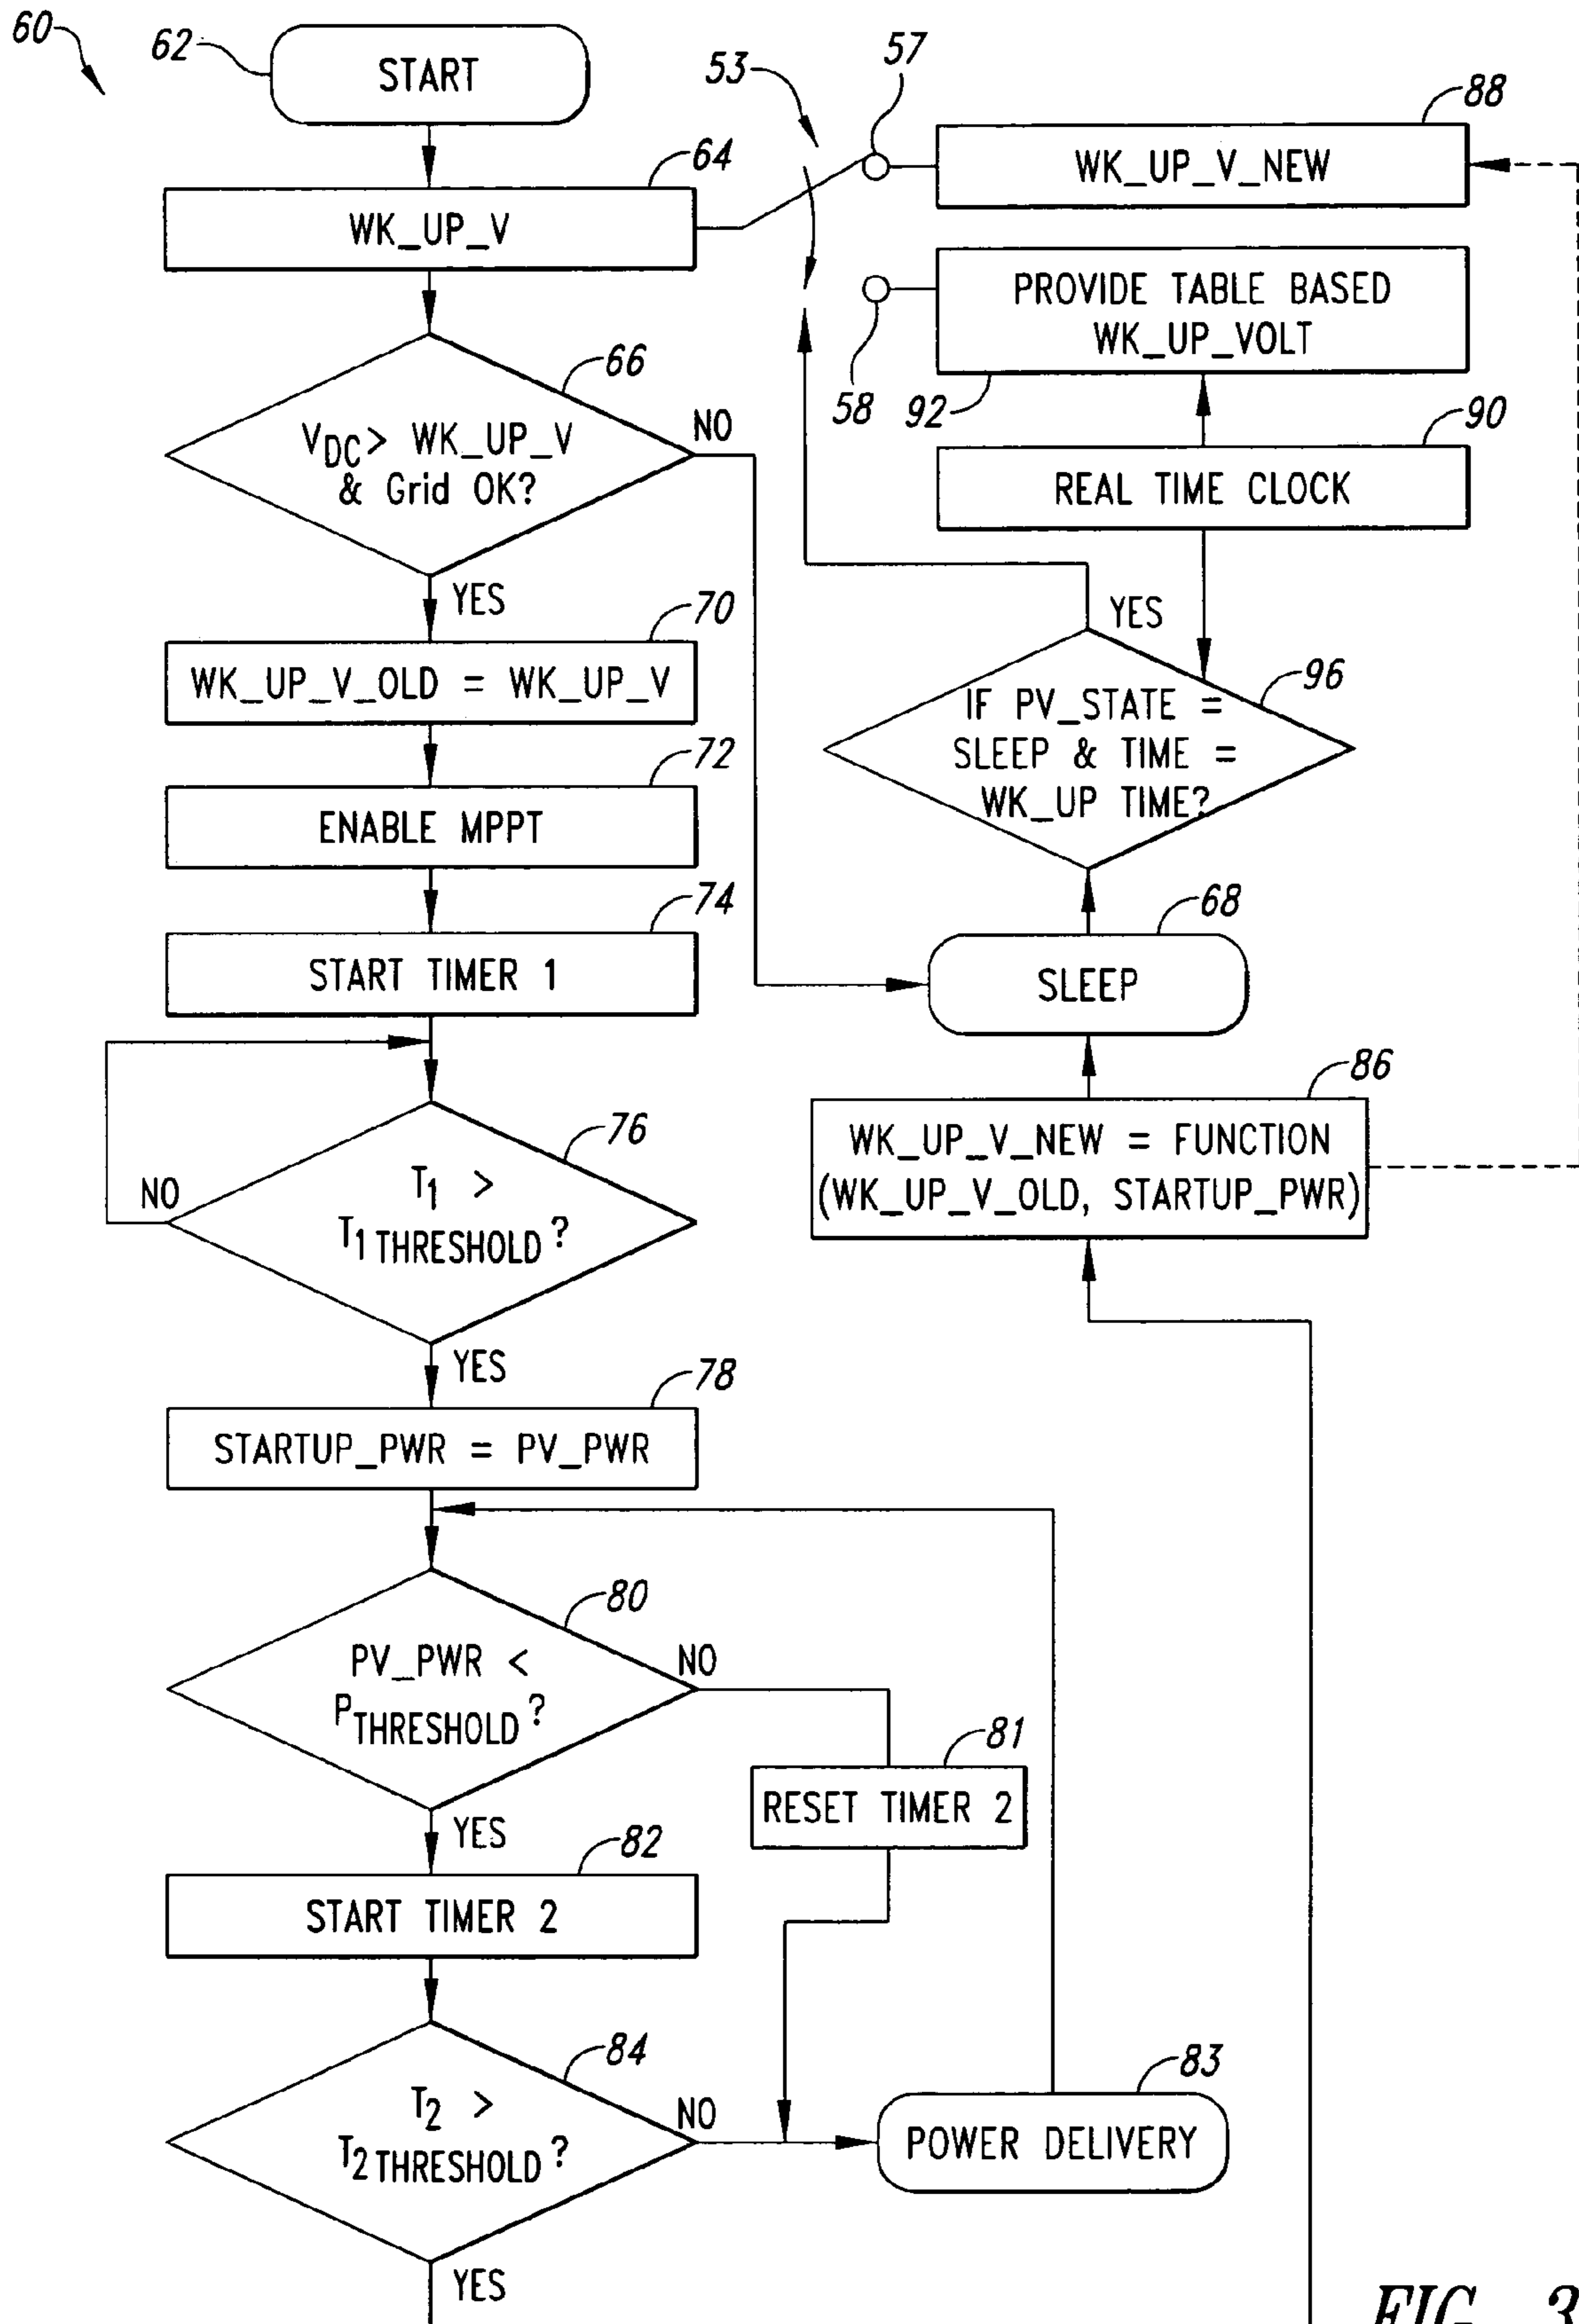 60
62
START
53
57
88
64
WK_UP_V_NEW
WK_UP_V
PROVIDE TABLE BASED
WK_UP_VOLT
66
58
92
90
VDC > WK_UP_V
& Grid OK?
NO
REAL TIME CLOCK
YES
70
YES
WK_UP_V_OLD = WK_UP_V
96
IF PV_STATE =
SLEEP & TIME =
WK_UP TIME?
72
ENABLE MPPT
74
68
START TIMER 1
SLEEP
86
76
WK_UP_V_NEW = FUNCTION
(WK_UP_V_OLD, STARTUP_PWR)
T1 >
T1 THRESHOLD ?
NO
YES
78
STARTUP_PWR = PV_PWR
80
PV_PWR <
PTHRESHOLD ?
NO
81
RESET TIMER 2
YES
82
START TIMER 2
84
83
T2 >
T2 THRESHOLD ?
NO
POWER DELIVERY
YES
FIG. 3